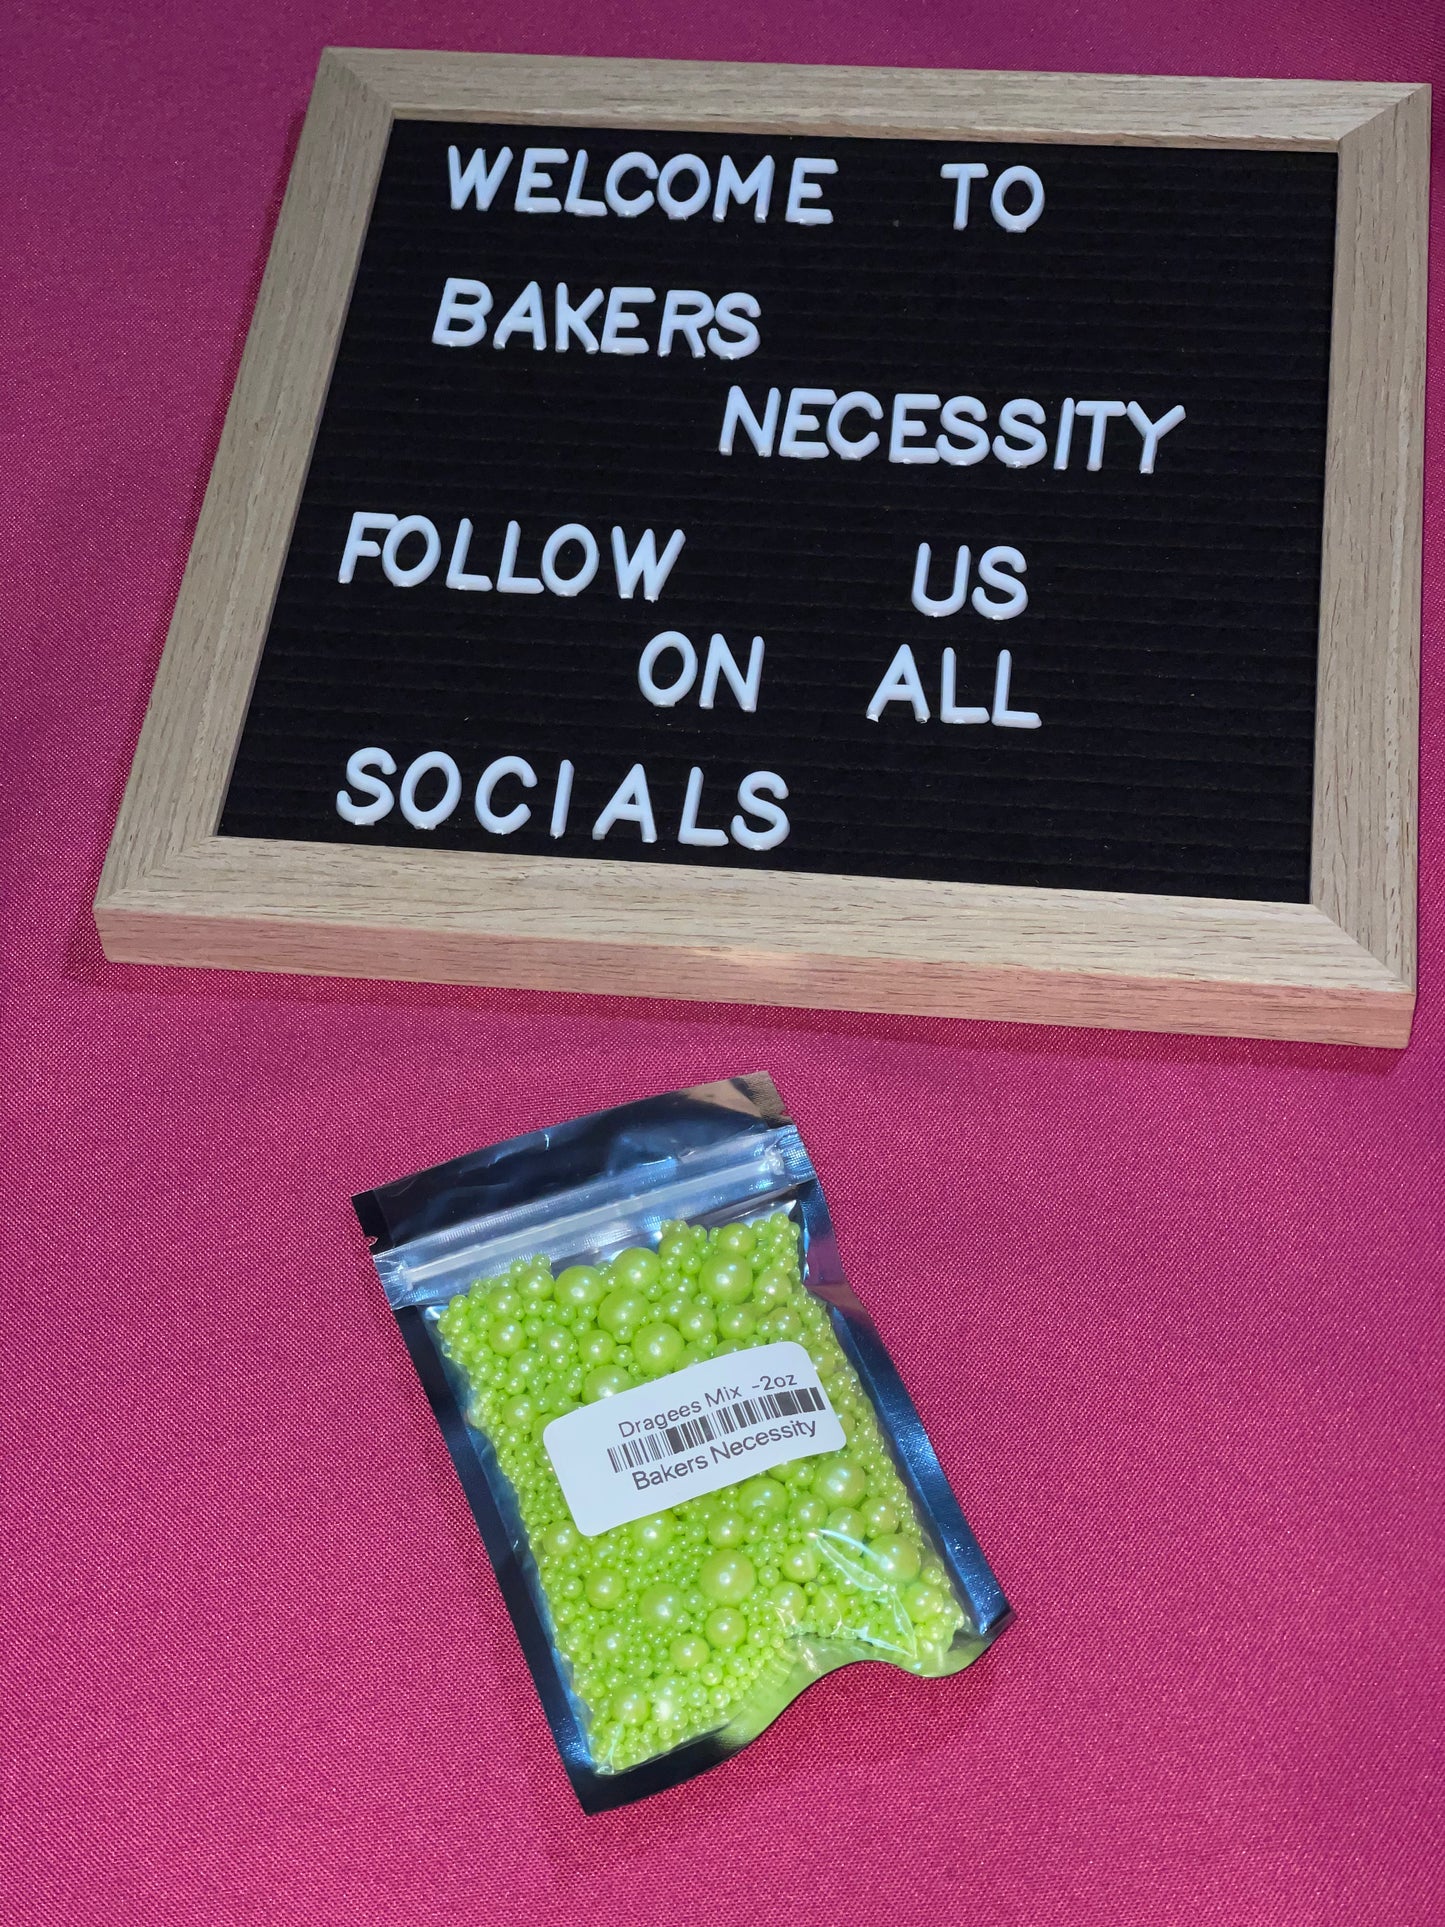 WELCOME TO
BAKERS
NECESSITY
FOLLOW US
ON ALL
SOCIALS
Dragees Mix -2oz
Bakers Necessity